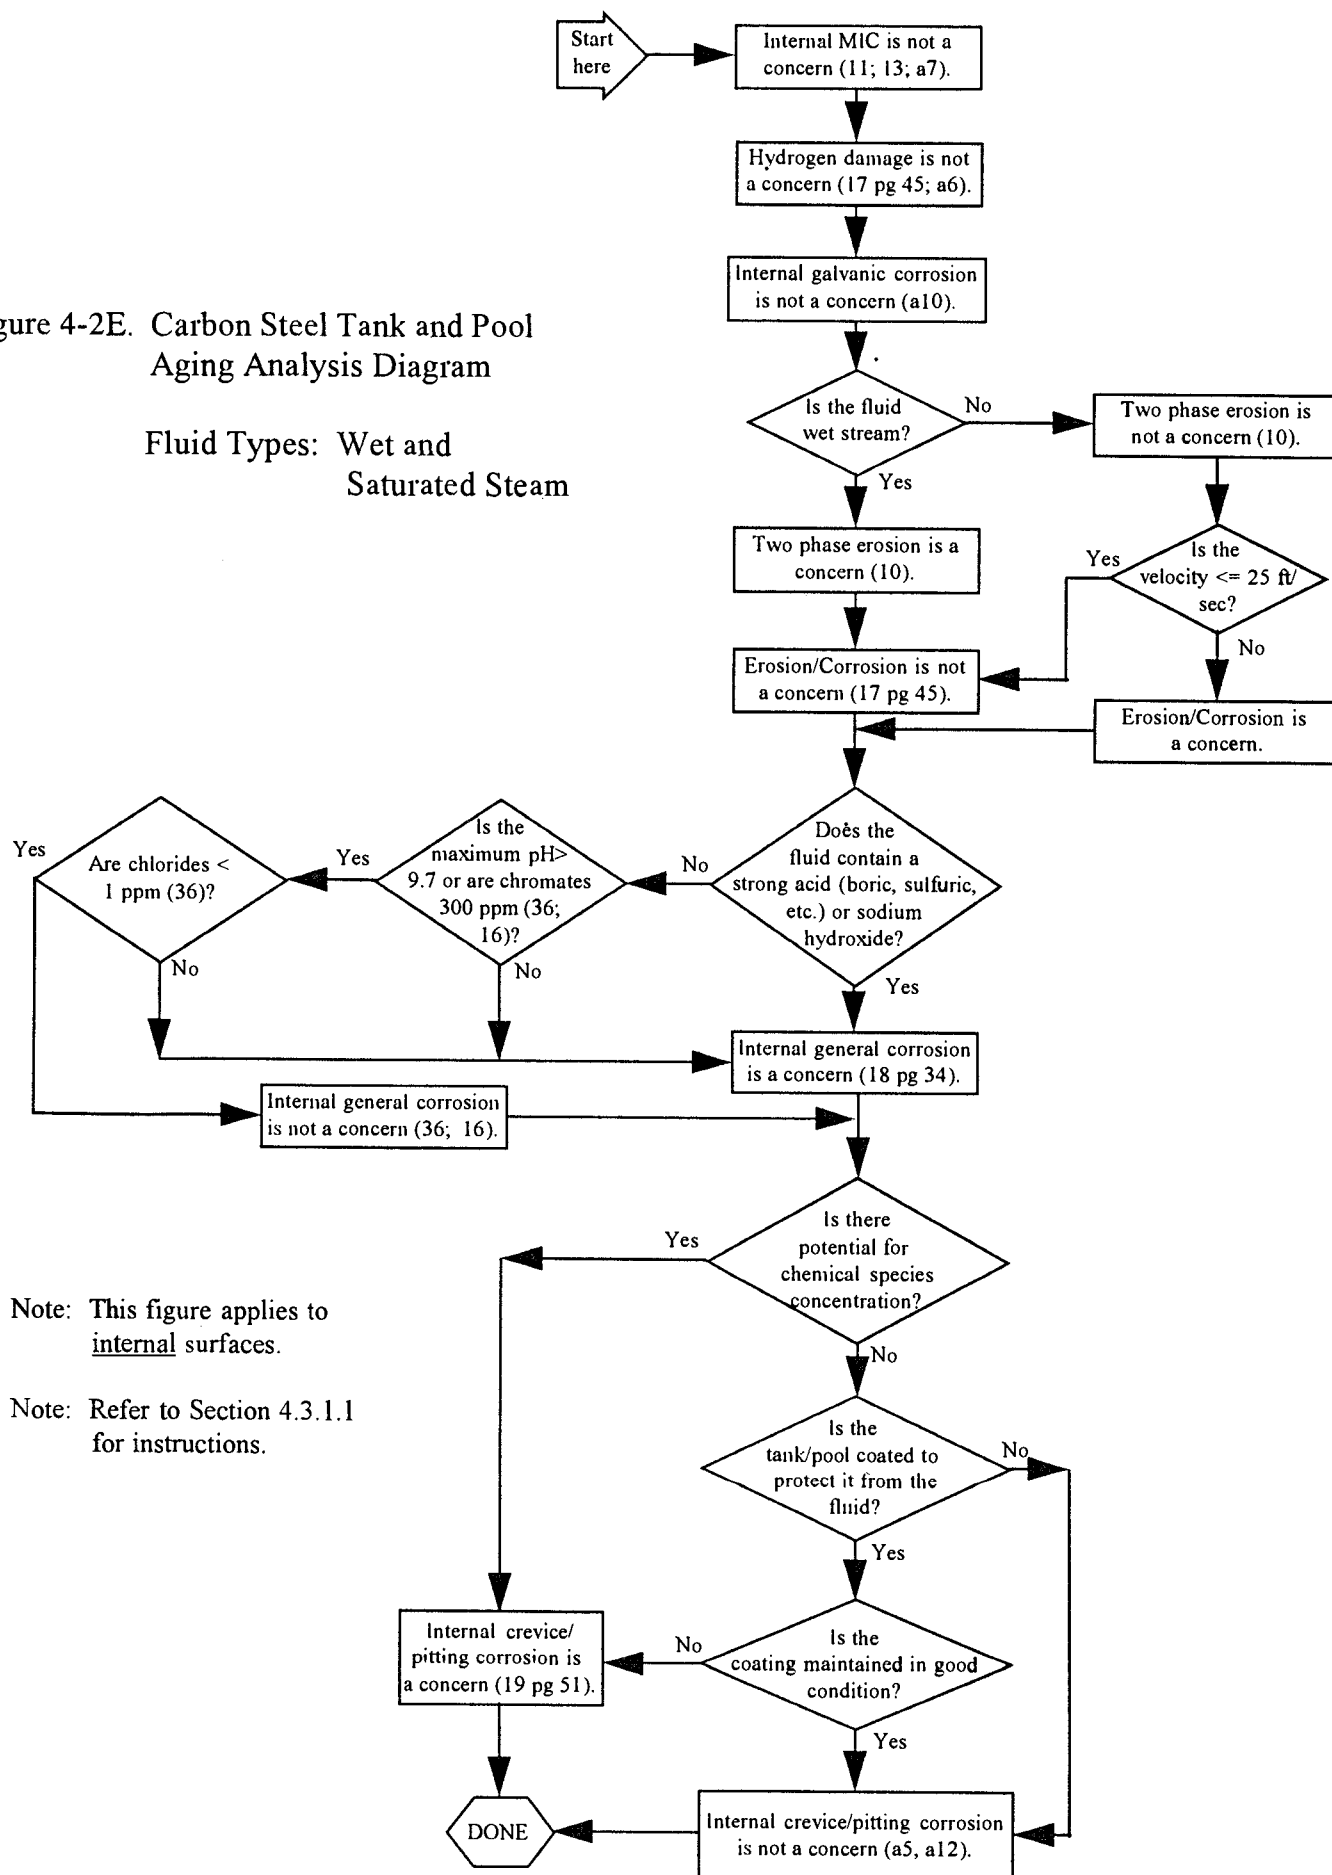 Start
here
Internal MIC is not a
concern (11; 13; a7).
Hydrogen damage is not
a concern (17 pg 45; a6).
Internal galvanic corrosion
is not a concern (a10).
gure 4-2E. Carbon Steel Tank and Pool
Aging Analysis Diagram
Fluid Types: Wet and
Saturated Steam
Is the fluid
wet stream?
No
Yes
Two phase erosion is
not a concern (10).
Two phase erosion is a
concern (10).
Is the
velocity <= 25 ft/
sec?
Yes
No
Erosion/Corrosion is not
a concern (17 pg 45).
Erosion/Corrosion is
a concern.
Does the
fluid contain a
strong acid (boric, sulfuric,
etc.) or sodium
hydroxide?
No
Yes
Is the
maximum pH>
9.7 or are chromates
300 ppm (36;
16)?
Yes
No
Are chlorides <
1 ppm (36)?
Yes
No
Internal general corrosion
is a concern (18 pg 34).
Internal general corrosion
is not a concern (36; 16).
Is there
potential for
chemical species
concentration?
Yes
No
Note: This figure applies to
internal surfaces.
Note: Refer to Section 4.3.1.1
for instructions.
Is the
tank/pool coated to
protect it from the
fluid?
No
Yes
Is the
coating maintained in good
condition?
No
Yes
Internal crevice/
pitting corrosion is
a concern (19 pg 51).
Internal crevice/pitting corrosion
is not a concern (a5, a12).
DONE